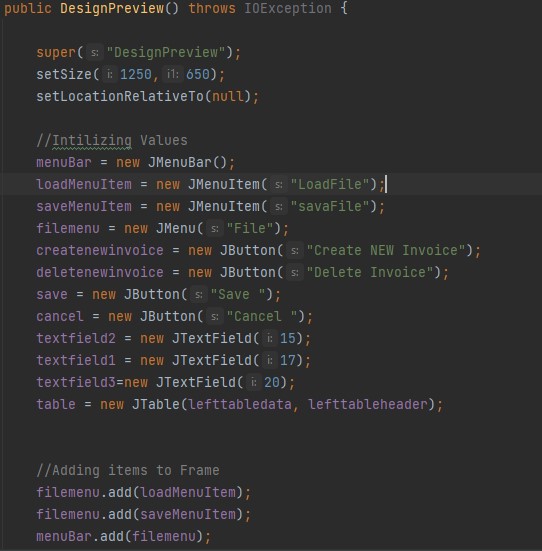 public DesignPreview() throws IOException {
super( s: "DesignPreview");
setSize( i: 1250, i1: 650);
setLocationRelativeTo(null);
//Intilizing Values
menuBar = new JMenuBar();
loadMenuItem = new JMenuItem( s: "LoadFile");
saveMenuItem = new JMenuItem( s: "savaFile");
filemenu = new JMenu( s: "File");
createnewinvoice = new JButton( s: "Create NEW Invoice");
deletenewinvoice = new JButton( s: "Delete Invoice");
save = new JButton( s: "Save ");
cancel = new JButton( s: "Cancel ");
textfield2 = new JTextField( i: 15);
textfield1 = new JTextField( i: 17);
textfield3=new JTextField( i: 20);
table = new JTable(lefttabledata, lefttableheader);
//Adding items to Frame
filemenu.add(loadMenuItem);
filemenu.add(saveMenuItem);
menuBar.add(filemenu);